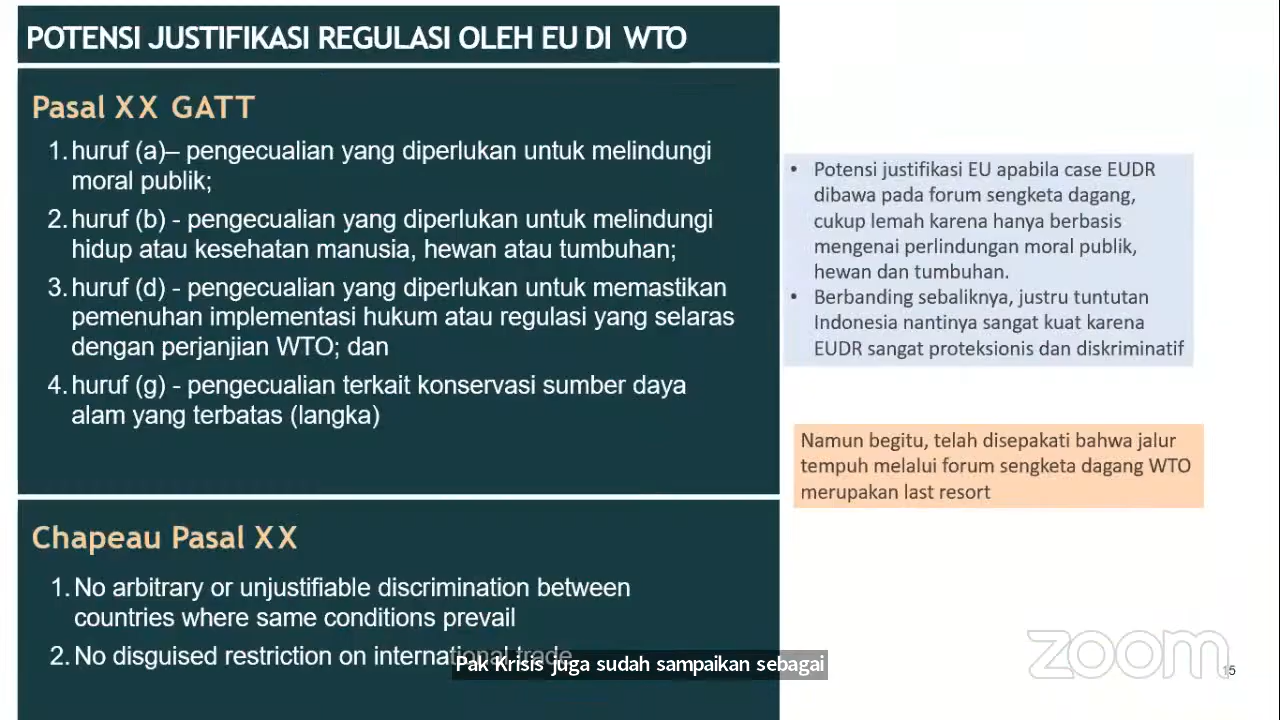 POTENSI JUSTIFIKASI REGULASI OLEH EU DI WTO
Pasal XX GATT
1. huruf (a)– pengecualian yang diperlukan untuk melindungi
moral publik;
2. huruf (b) - pengecualian yang diperlukan untuk melindungi
hidup atau kesehatan manusia, hewan atau tumbuhan;
3. huruf (d) - pengecualian yang diperlukan untuk memastikan
pemenuhan implementasi hukum atau regulasi yang selaras
dengan perjanjian WTO; dan
4. huruf (g) - pengecualian terkait konservasi sumber daya
alam yang terbatas (langka)
Chapeau Pasal XX
1. No arbitrary or unjustifiable discrimination between
countries where same conditions prevail
2. No disguised restriction on international trade
• Potensi justifikasi EU apabila case EUDR
dibawa pada forum sengketa dagang,
cukup lemah karena hanya berbasis
mengenai perlindungan moral publik,
hewan dan tumbuhan.
• Berbanding sebaliknya, justru tuntutan
Indonesia nantinya sangat kuat karena
EUDR sangat proteksionis dan diskriminatif
Namun begitu, telah disepakati bahwa jalur
tempuh melalui forum sengketa dagang WTO
merupakan last resort
Pak Krisis juga sudah sampaikan sebagai
zoom
15